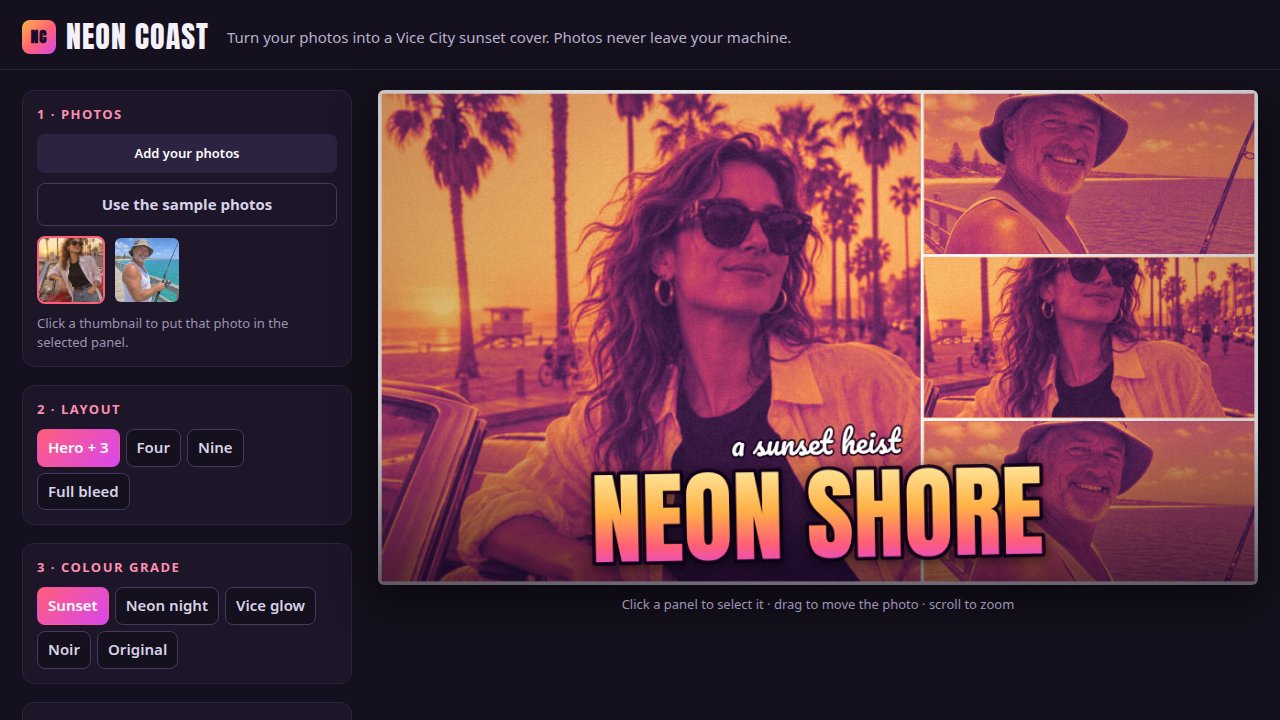 NC
NEON COAST
Turn your photos into a Vice City sunset cover. Photos never leave your machine.
1 · PHOTOS
Add your photos
Use the sample photos
Click a thumbnail to put that photo in the
selected panel.
2 · LAYOUT
Hero + 3
Four
Nine
Full bleed
3 · COLOUR GRADE
Sunset
Neon night
Vice glow
Noir
Original
a sunset heist
NEON SHORE
Click a panel to select it · drag to move the photo · scroll to zoom